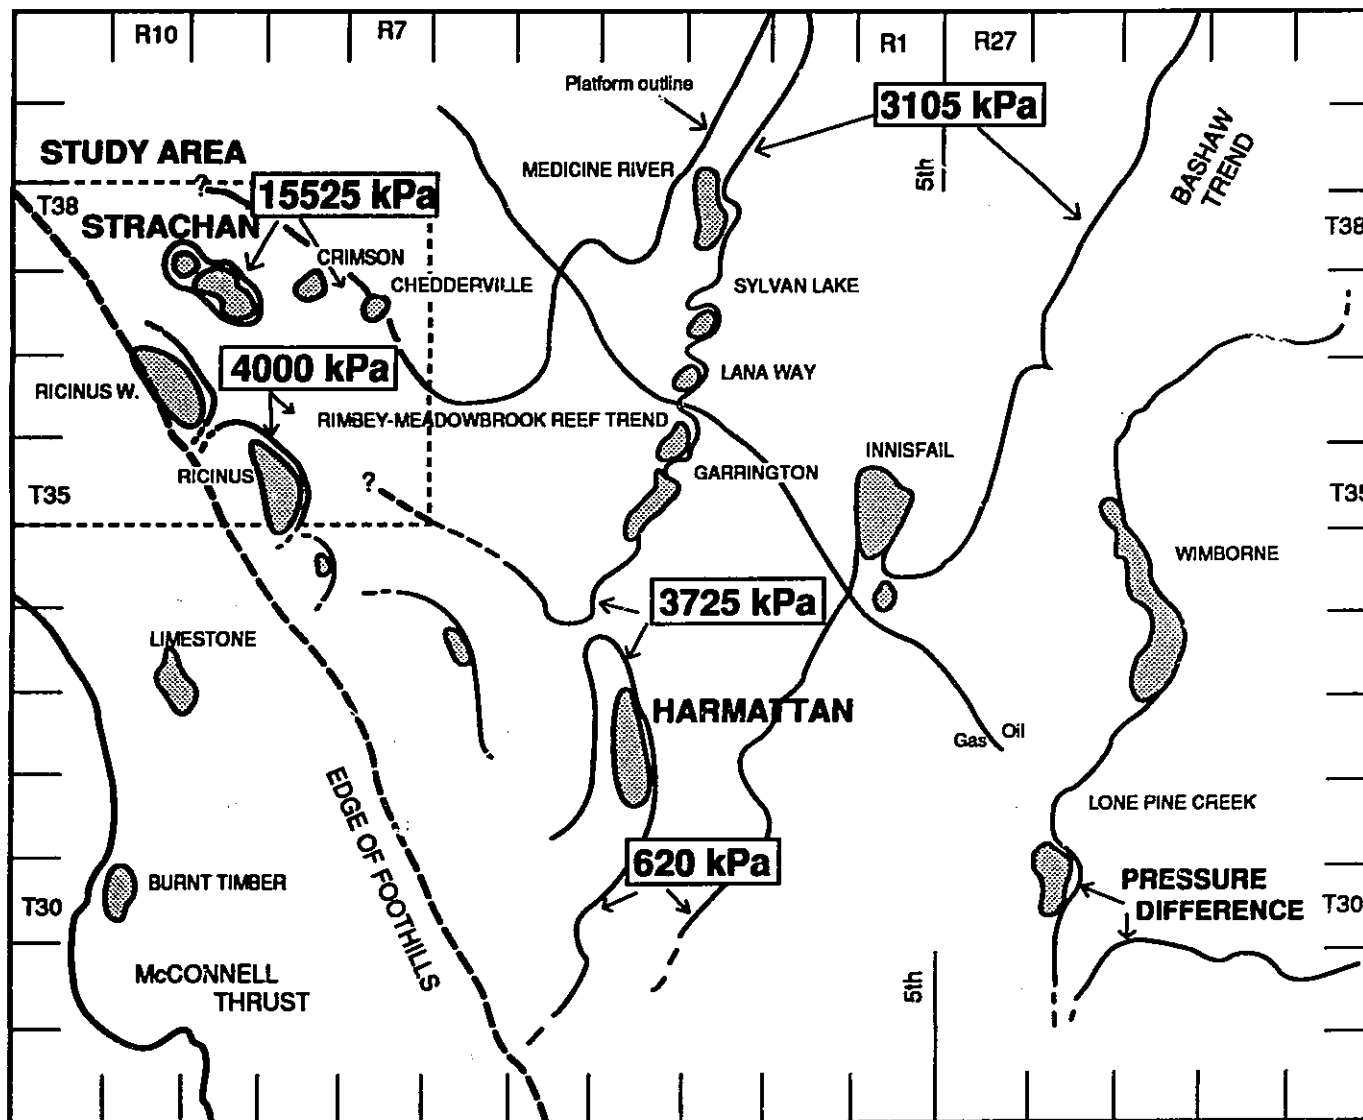 R10
R7
R1
R27
Platform outline
3105 kPa
BASHAW
TREND
STUDY AREA
?
15525 kPa
MEDICINE RIVER
5th
T38
T38
STRACHAN
CRIMSON
CHEDDERVILLE
SYLVAN LAKE
4000 kPa
LANA WAY
RICINUS W.
RIMBEY-MEADOWBROOK REEF TREND
INNISFAIL
RICINUS
?
GARRINGTON
T35
T35
WIMBORNE
3725 kPa
LIMESTONE
HARMATTAN
Gas
Oil
EDGE OF FOOTHILLS
LONE PINE CREEK
620 kPa
BURNT TIMBER
PRESSURE
DIFFERENCE
T30
T30
McCONNELL
THRUST
5th